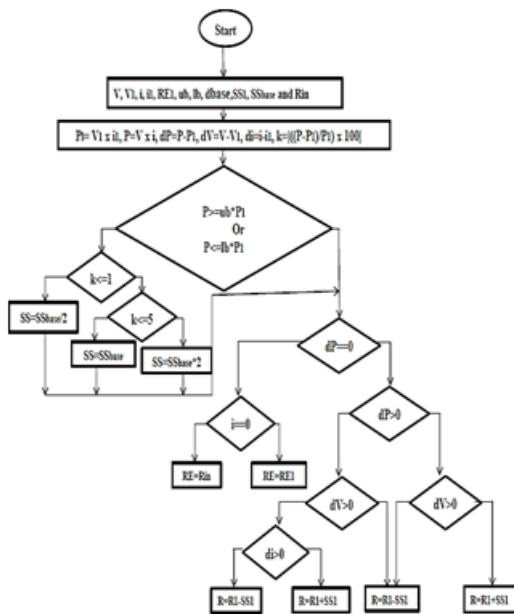 Start
V, V1, i, i1, RE1, ub, lb, dbase,SS1, SSbase and Rin
P1= V1 x i1, P=V x i, dP=P-P1, dV=V-V1, di=i-i1, k=|((P-P1)/P1) x 100|
P>=ub*P1
Or
P<=lb*P1
k<=1
SS=SSbase/2
k<=5
SS=SSbase
SS=SSbase*2
dP==0
i==0
dP>0
RE=Rin
RE=RE1
dV>0
dV>0
di>0
R=R1-SS1
R=R1+SS1
R=R1-SS1
R=R1+SS1